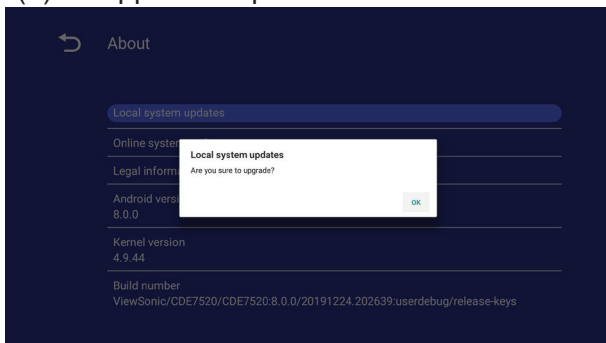 About
Local system updates
Online system
Local system updates
Are you sure to upgrade?
Legal inform
OK
Android versi
8.0.0
Kernel version
4.9.44
Build number
ViewSonic/CDE7520/CDE7520:8.0.0/20191224.202639:userdebug/release-keys